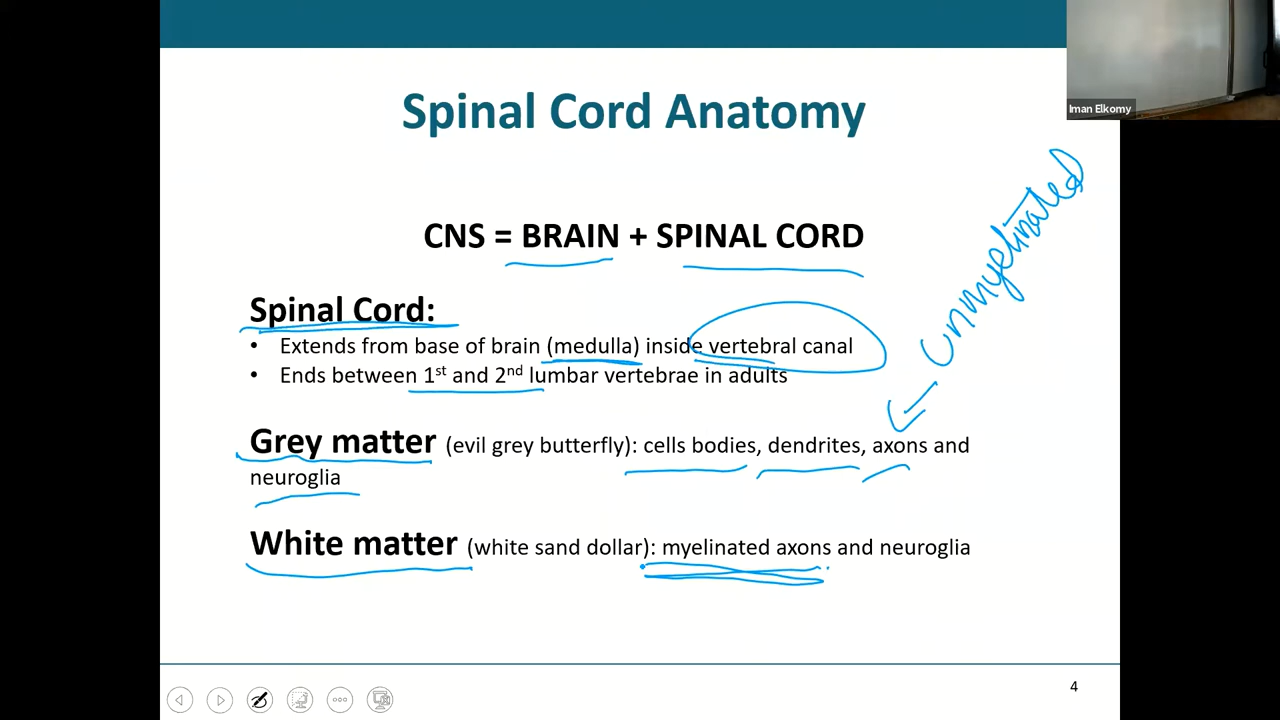 Iman Elkomy
Spinal Cord Anatomy
unmyelinated
CNS = BRAIN + SPINAL CORD
Spinal Cord:
• Extends from base of brain (medulla) inside vertebral canal
• Ends between 1st and 2nd lumbar vertebrae in adults
Grey matter (evil grey butterfly): cells bodies, dendrites, axons and
neuroglia
White matter (white sand dollar): myelinated axons and neuroglia
4